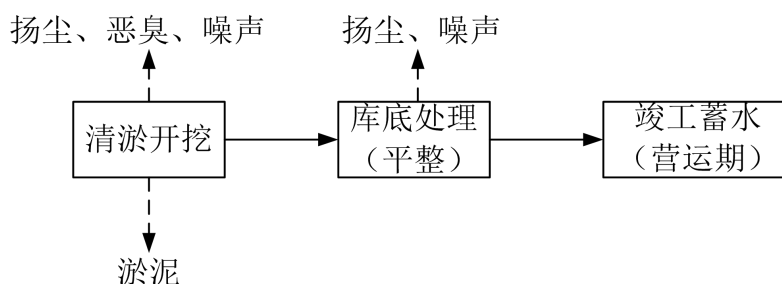 扬尘、恶臭、噪声
扬尘、噪声
清淤开挖
库底处理
（平整）
竣工蓄水
（营运期）
淤泥